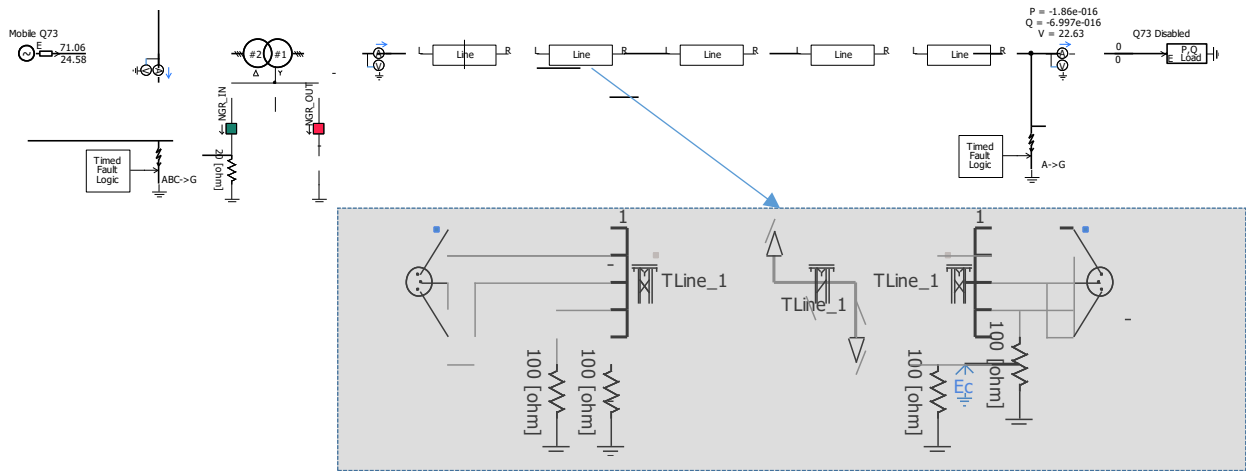 Mobile Q73
E
71.06
24.58
A
V
#2
#1
Δ
Y
NGR_IN
NGR_OUT
20 [ohm]
Timed
Fault
Logic
ABC->G
A
V
L
Line
R
L
Line
R
L
Line
R
L
Line
R
L
Line
R
P = -1.86e-016
Q = -6.997e-016
V = 22.63
A
V
0
0
Q73 Disabled
E
P,Q
Load
Timed
Fault
Logic
A->G
1
TLine_1
100 [ohm]
100 [ohm]
TLine_1
1
TLine_1
100 [ohm]
100 [ohm]
Ec